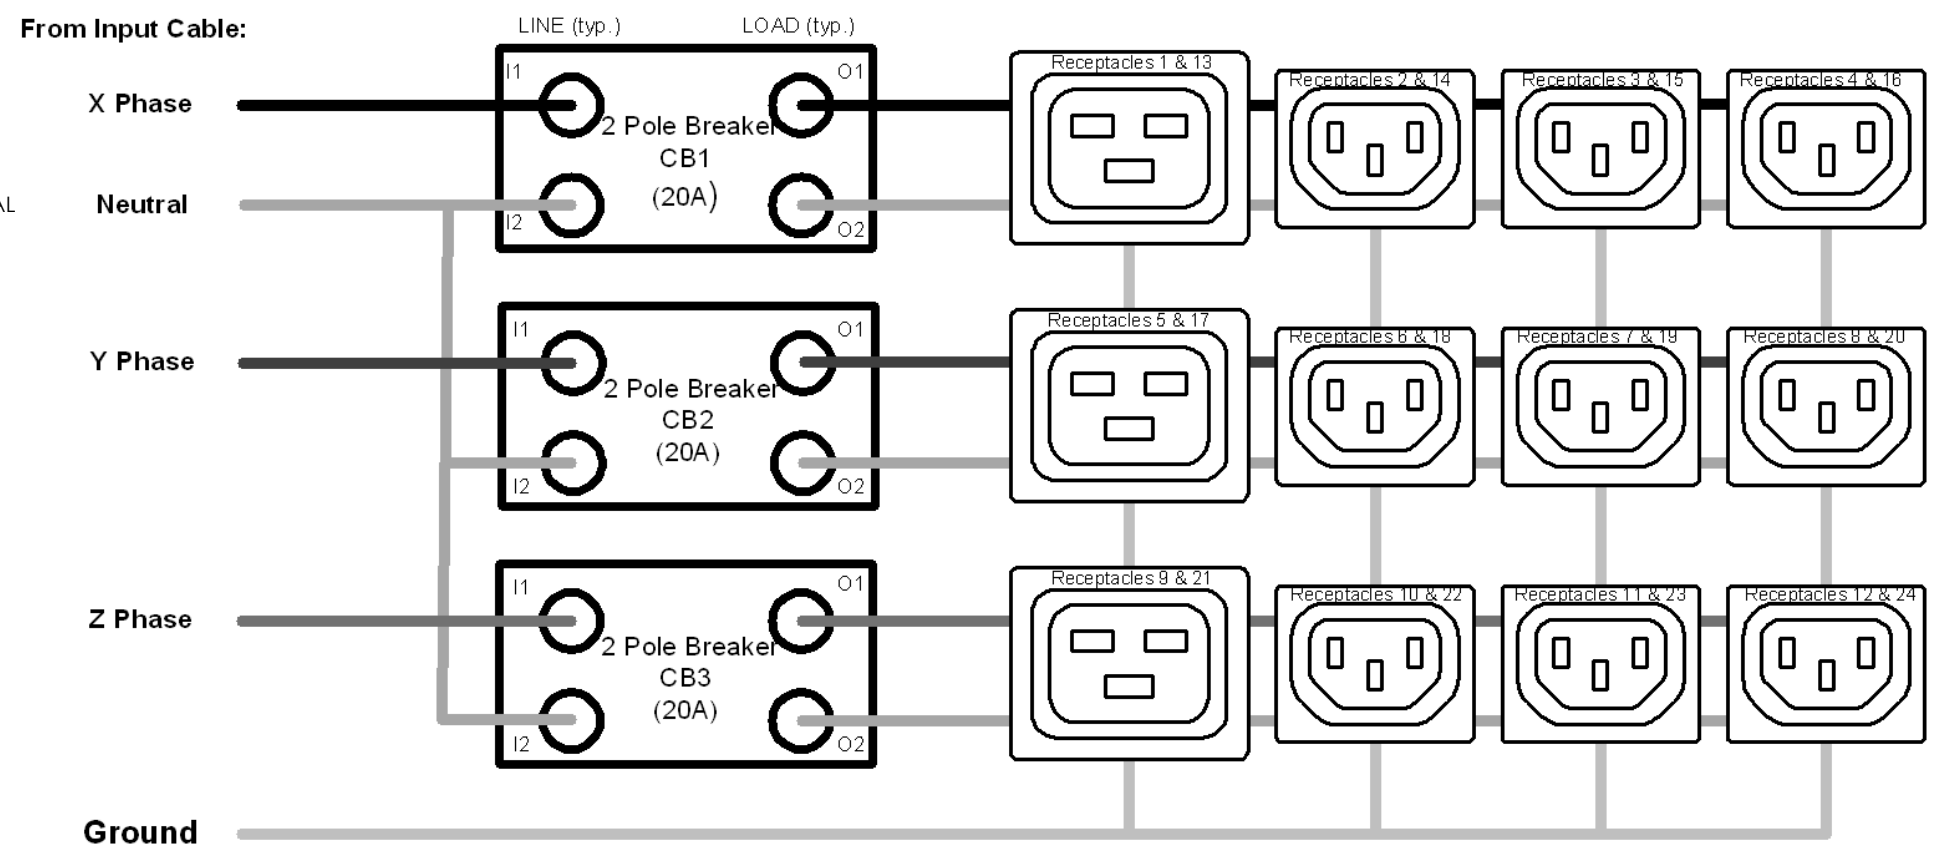 From Input Cable:
LINE (typ.)
LOAD (typ.)
I1
O1
Receptacles 1 & 13
Receptacles 2 & 14
Receptacles 3 & 15
Receptacles 4 & 16
X Phase
2 Pole Breaker
CB1
(20A)
AL
Neutral
I2
O2
I1
O1
Receptacles 5 & 17
Receptacles 6 & 18
Receptacles 7 & 19
Receptacles 8 & 20
Y Phase
2 Pole Breaker
CB2
(20A)
I2
O2
I1
O1
Receptacles 9 & 21
Receptacles 10 & 22
Receptacles 11 & 23
Receptacles 12 & 24
Z Phase
2 Pole Breaker
CB3
(20A)
I2
O2
Ground